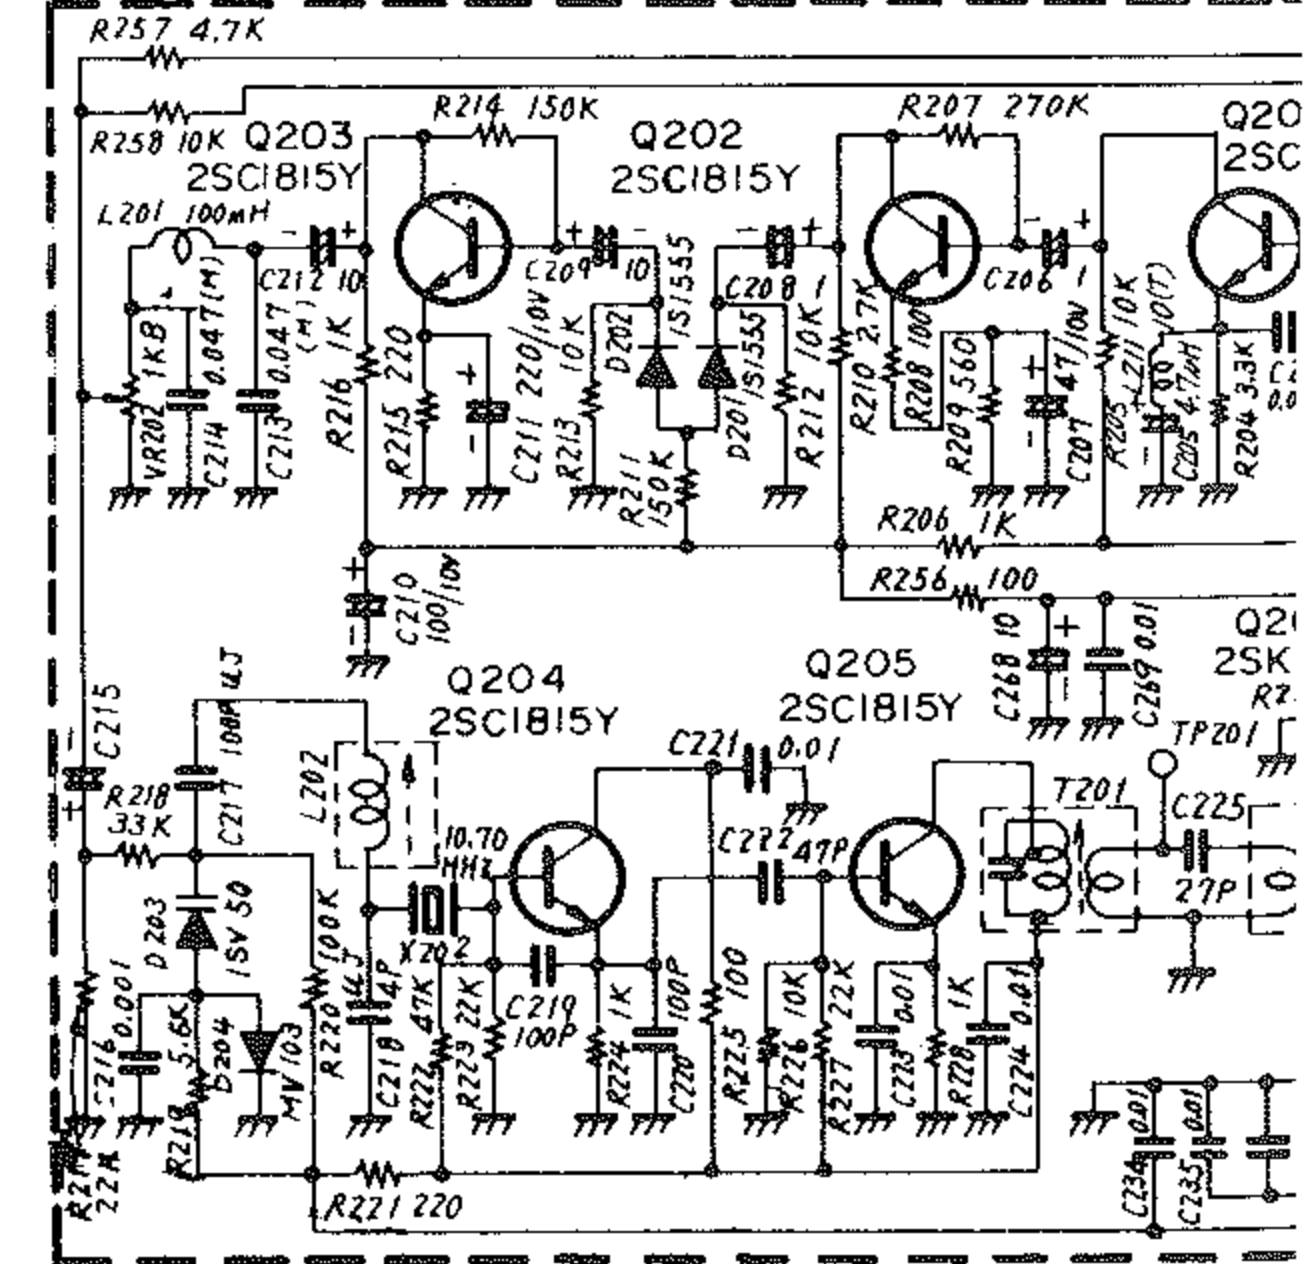 R257 4.7K
R258 10K
Q203
2SC1815Y
R214 150K
Q202
2SC1815Y
R207 270K
Q20
2SC
L201 100mH
C212 10
C209 10
1S1555
C208 1
C206 1
VR202 1KB
C214 0.047(M)
C213 0.047(M)
R216 1K
R215 220
C211 220/10V
R213 10K
D202
R211 150K
D201 1S1555
R212 10K
R210 2.7K
R208 100
R209 560
C207 47/10V
R205 10K
L211 4.7uH
C205 10(T)
R204 3.3K
0.0
R206 1K
R256 100
C210 100/10V
C268 10
C269 0.01
Q20
2SK
R2
Q204
2SC1815Y
Q205
2SC1815Y
C215
C217 100P UJ
L202
C221 0.01
TP201
T201
C225
27P
R218
33K
10.70
MHz
X202
C222 47P
D203 1SV50
R220 100K
C218 UJ 4P
R222 47K
R223 22K
C219
100P
R224 1K
C220 100P
R225 100
R226 10K
R227 22K
C223 0.01
R228 1K
C224 0.01
C216 0.001
R219 5.6K
D204
MV103
C234 0.01
C235 0.01
R221 220